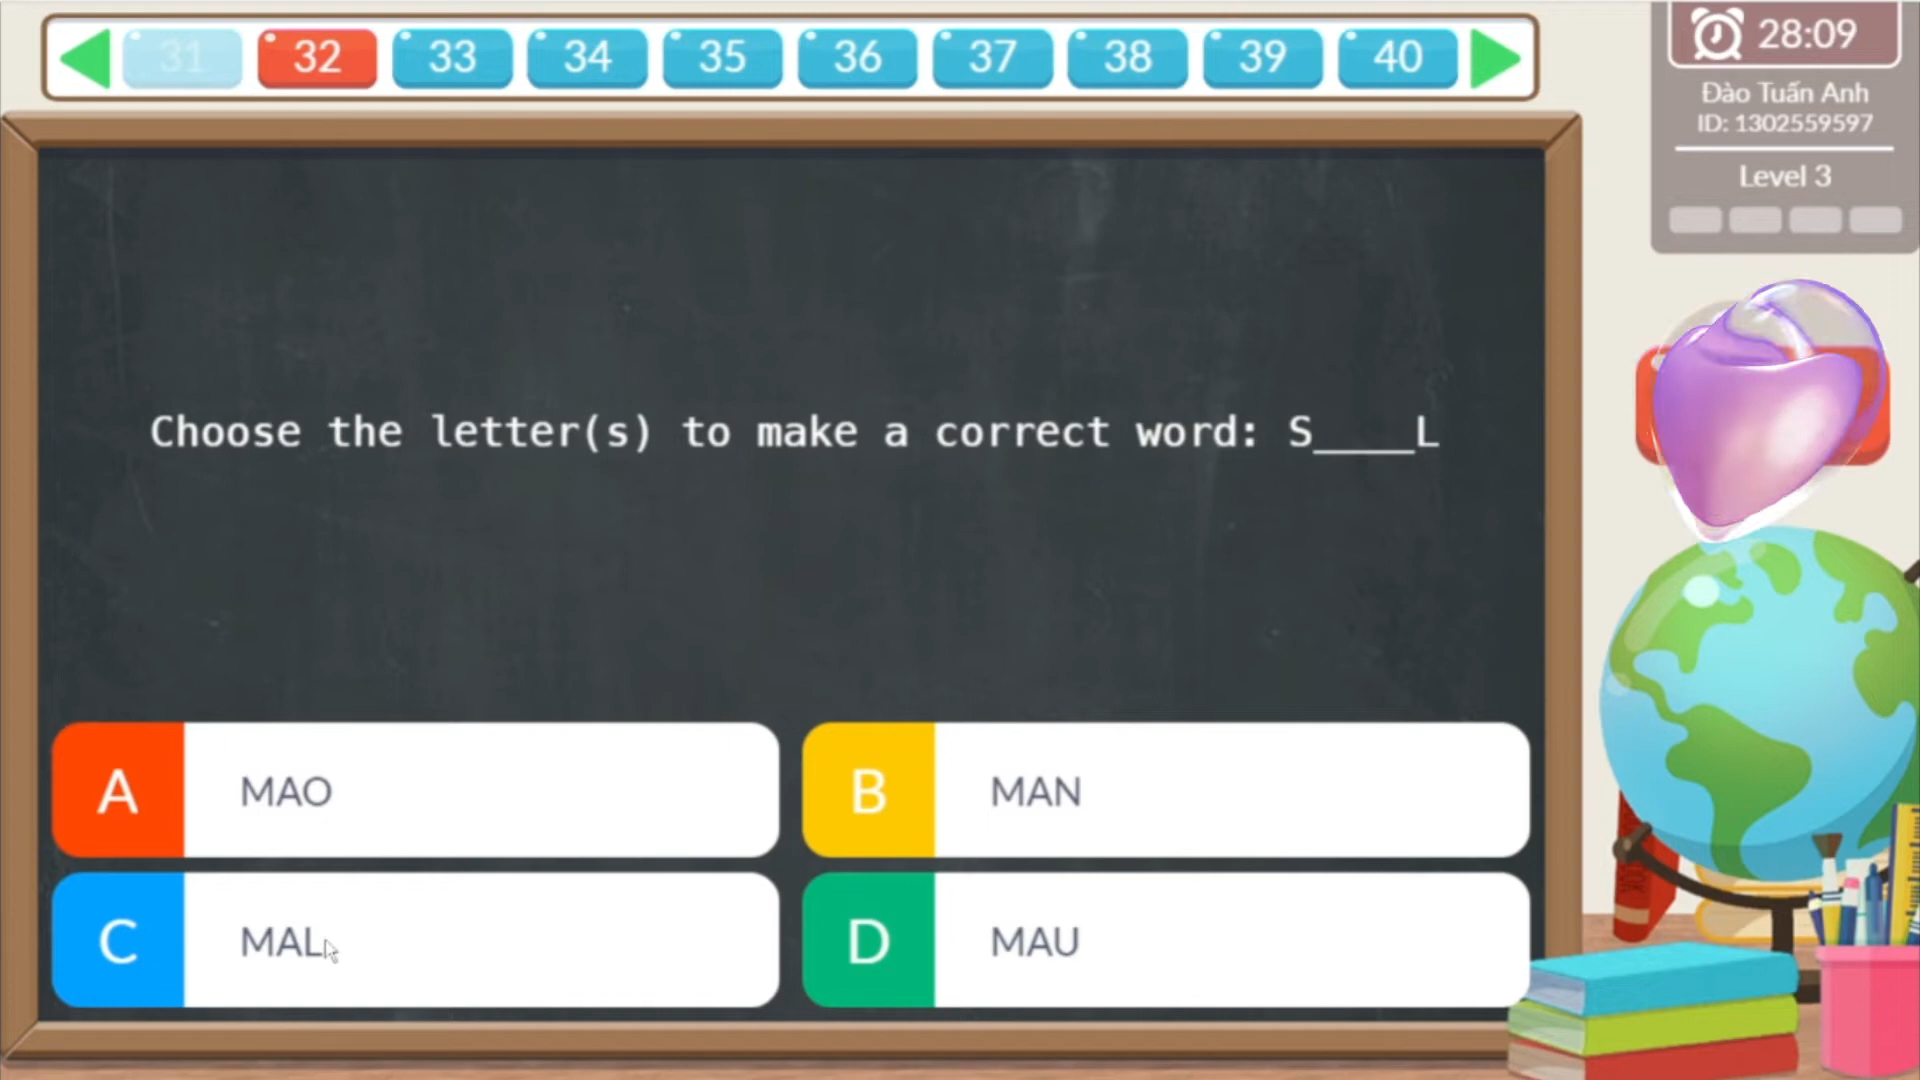 31 32 33 34 35 36 37 38 39 40
28:09
Đào Tuấn Anh
ID: 1302559597
Level 3
Choose the letter(s) to make a correct word: S____L
A MAO
B MAN
C MAL
D MAU